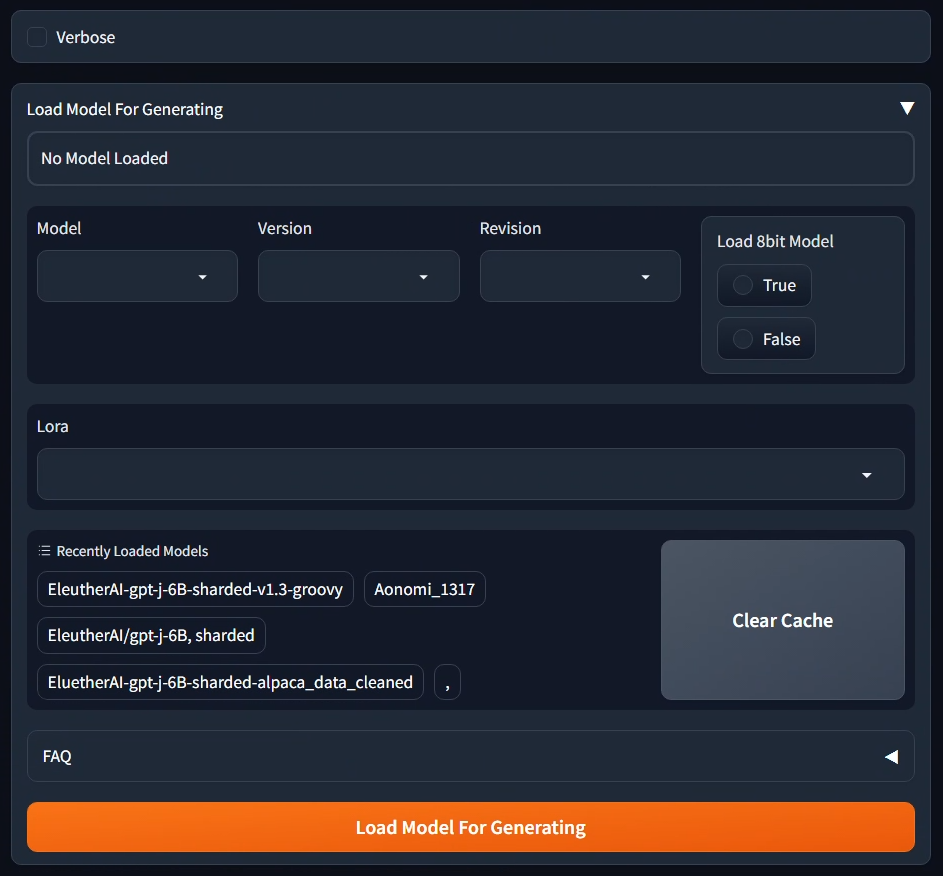 Verbose
Load Model For Generating
No Model Loaded
Model Version Revision Load 8bit Model
True
False
Lora
Recently Loaded Models
EleutherAI-gpt-j-6B-sharded-v1.3-groovy Aonomi_1317
EleutherAI/gpt-j-6B, sharded
EluetherAI-gpt-j-6B-sharded-alpaca_data_cleaned ,
Clear Cache
FAQ
Load Model For Generating